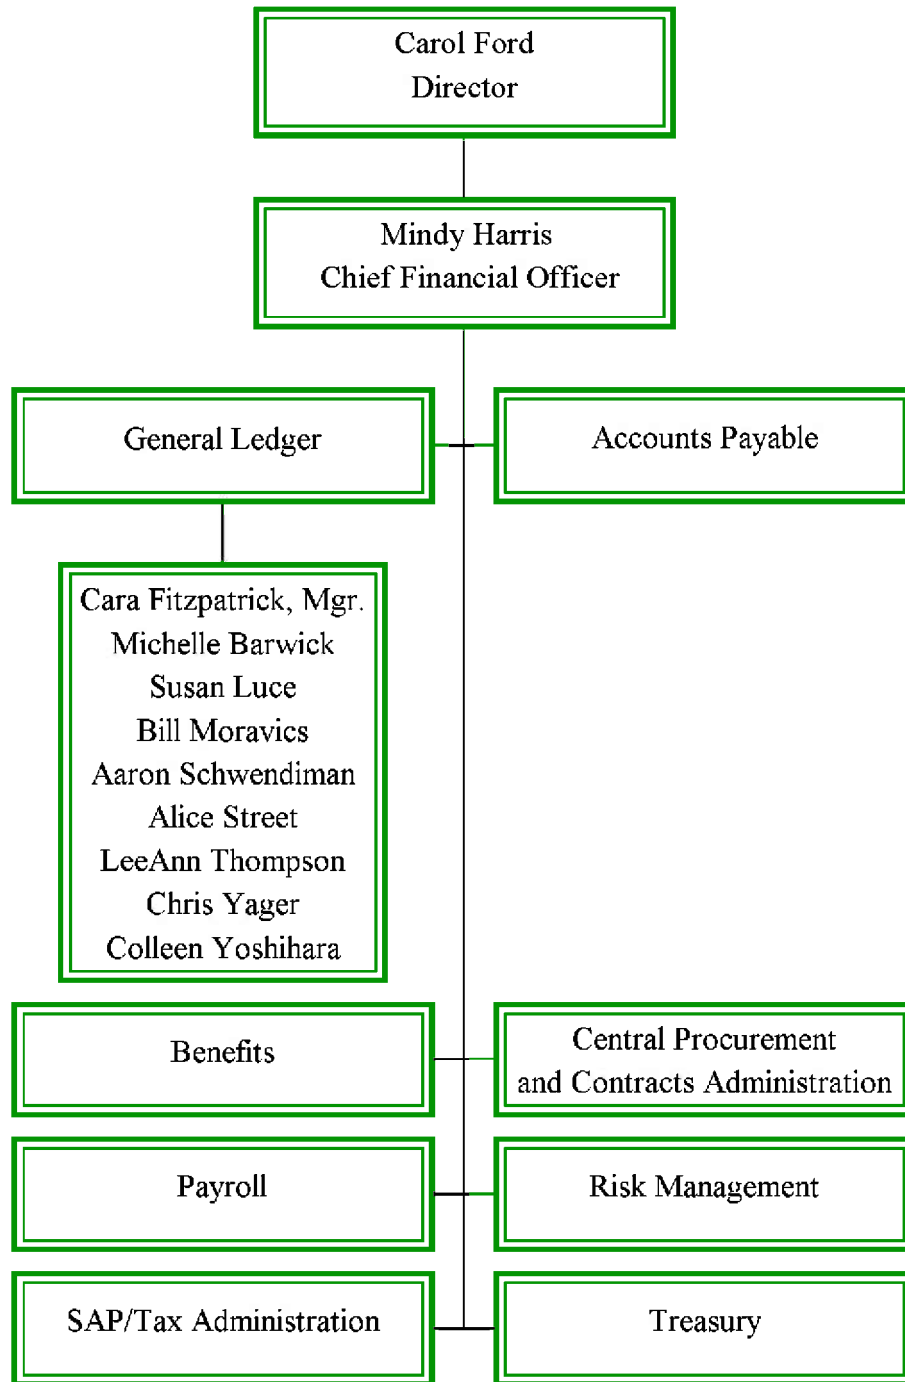 Carol Ford
Director
Mindy Harris
Chief Financial Officer
General Ledger
Accounts Payable
Cara Fitzpatrick, Mgr.
Michelle Barwick
Susan Luce
Bill Moravics
Aaron Schwendiman
Alice Street
LeeAnn Thompson
Chris Yager
Colleen Yoshihara
Benefits
Central Procurement
and Contracts Administration
Payroll
Risk Management
SAP/Tax Administration
Treasury